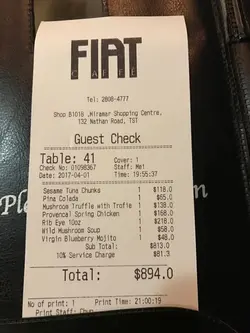 FIAT
CAFFÉ
Tel: 2808-4777
Shop B1018 ,Miramar Shopping Centre,
132 Nathan Road, TST
Guest Check
Table: 41 Cover: 1
Check No: 01098367 Staff: Mei
Date: 2017-04-01 Time: 19:55:37
Sesame Tuna Chunks 1 $118.0
Pina Colada 1 $65.0
Mushroom Truffle with Trofie 1 $138.0
Provencal Spring Chicken 1 $168.0
Rib Eye 10oz 1 $218.0
Wild Mushroom Soup 1 $58.0
Virgin Blueberry Mojito 1 $48.0
Sub Total: $813.0
10% Service Charge $81.3
Total: $894.0
No of print: 1 Print Time: 21:00:19
Print Staff: